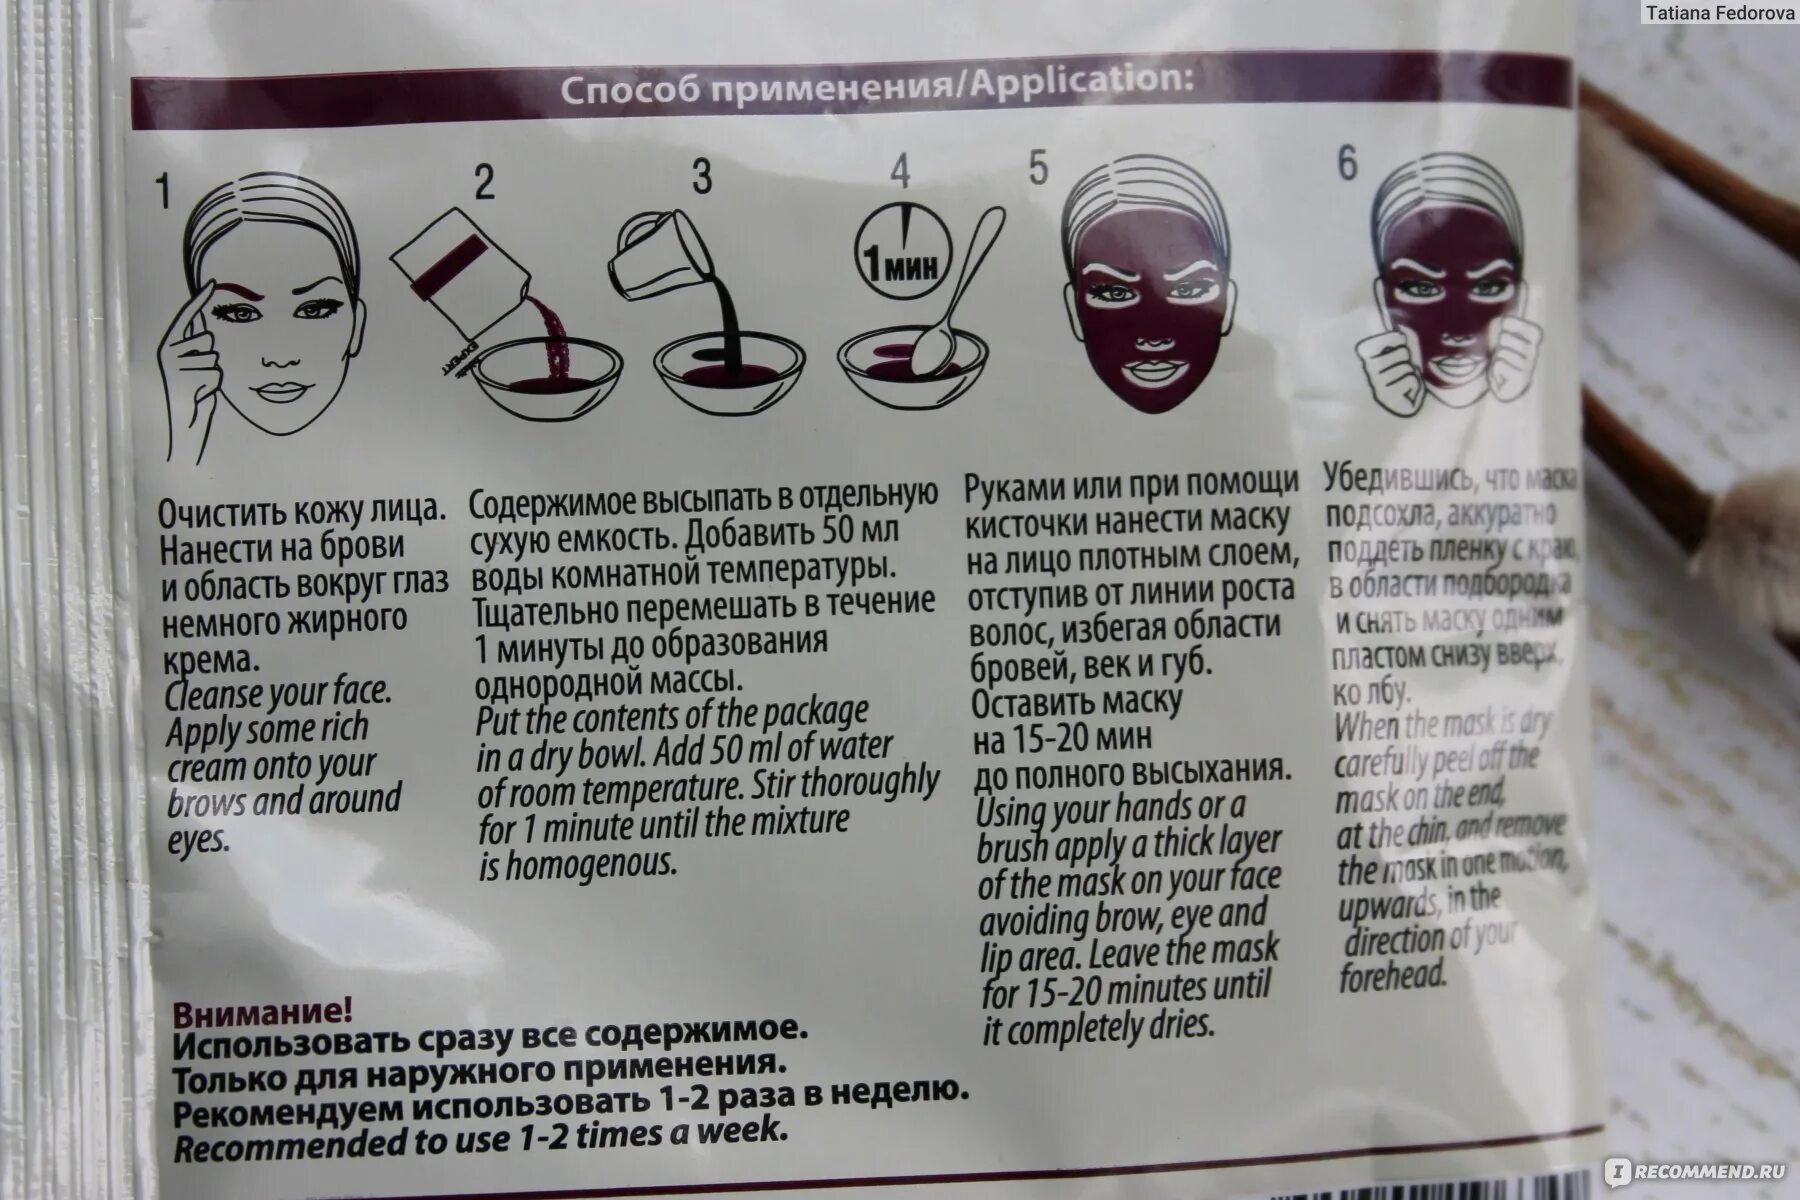 Tatiana Fedorova
Способ применения/Application:
1
2
3
4
5
6
1 мин
EXPERT
Очистить кожу лица.
Нанести на брови
и область вокруг глаз
немного жирного
крема.
Cleanse your face.
Apply some rich
cream onto your
brows and around
eyes.
Содержимое высыпать в отдельную
сухую емкость. Добавить 50 мл
воды комнатной температуры.
Тщательно перемешать в течение
1 минуты до образования
однородной массы.
Put the contents of the package
in a dry bowl. Add 50 ml of water
of room temperature. Stir thoroughly
for 1 minute until the mixture
is homogenous.
Руками или при помощи
кисточки нанести маску
на лицо плотным слоем,
отступив от линии роста
волос, избегая области
бровей, век и губ.
Оставить маску
на 15-20 мин
до полного высыхания.
Using your hands or a
brush apply a thick layer
of the mask on your face
avoiding brow, eye and
lip area. Leave the mask
for 15-20 minutes until
it completely dries.
Убедившись, что маска
подсохла, аккуратно
поддеть пленку с краю,
в области подбородка
и снять маску одним
пластом снизу вверх,
ко лбу.
When the mask is dry
carefully peel off the
mask on the end,
at the chin, and remove
the mask in one motion,
upwards, in the
direction of your
forehead.
Внимание!
Использовать сразу все содержимое.
Только для наружного применения.
Рекомендуем использовать 1-2 раза в неделю.
Recommended to use 1-2 times a week.
IRECOMMEND.RU